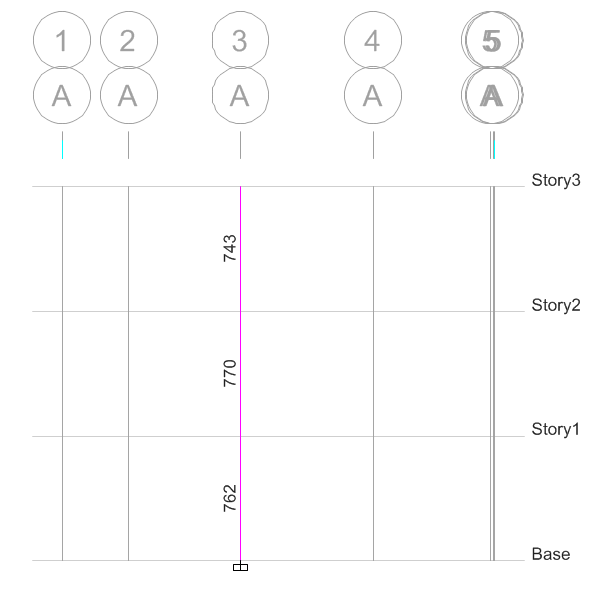 1 2 3 4 5
A A A A A
Story3
743
Story2
770
Story1
762
Base